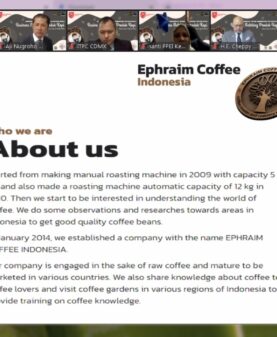 Aji Nugroho
ITPC CDMX
H.E. Cheppy
Ephraim Coffee
Indonesia
ho we are
About us
rted from making manual roasting machine in 2009 with capacity 5
and also made a roasting machine automatic capacity of 12 kg in
0. Then we start to be interested in understanding the world of
fee. We do some observations and researches towards areas in
onesia to get good quality coffee beans.
January 2014, we established a company with the name EPHRAIM
FFEE INDONESIA.
r company is engaged in the sake of raw coffee and mature to be
rketed in various countries. We also share knowledge about coffee to
fee lovers and visit coffee gardens in various regions of Indonesia to
vide training on coffee knowledge.